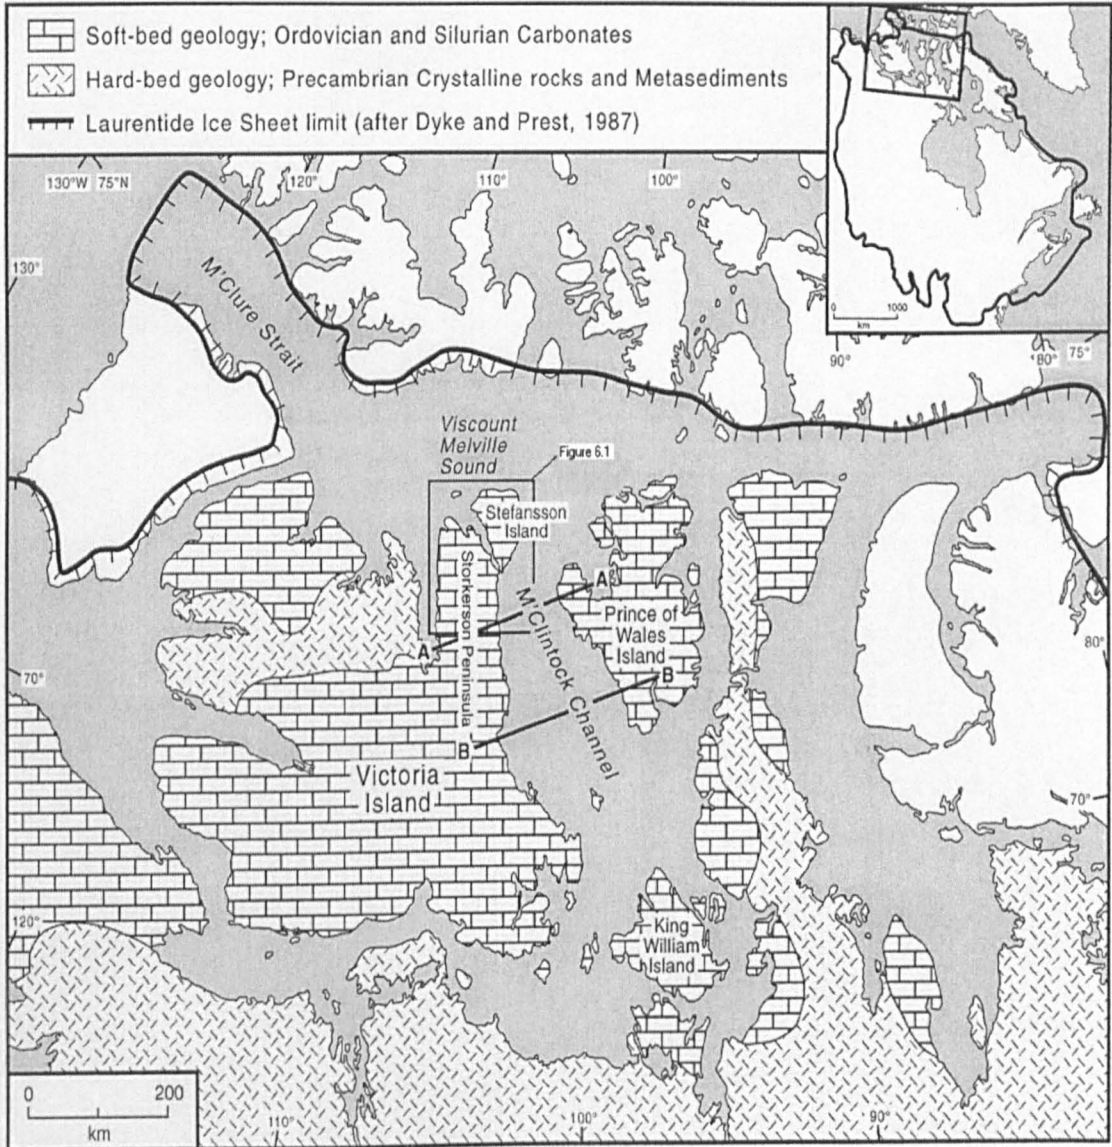 Soft-bed geology; Ordovician and Silurian Carbonates
Hard-bed geology; Precambrian Crystalline rocks and Metasediments
Laurentide Ice Sheet limit (after Dyke and Prest, 1987)
0 1000
km
130°W 75°N
120°
110°
100°
90°
180° 75°
130°
M'Clure Strait
Viscount
Melville
Sound
Figure 6.1
Stefansson
Island
Storkerson Peninsula
M'Clintock Channel
A
A
Prince of
Wales
Island
80°
70°
B
B
Victoria
Island
70°
120°
King
William
Island
0 200
km
110°
100°
90°